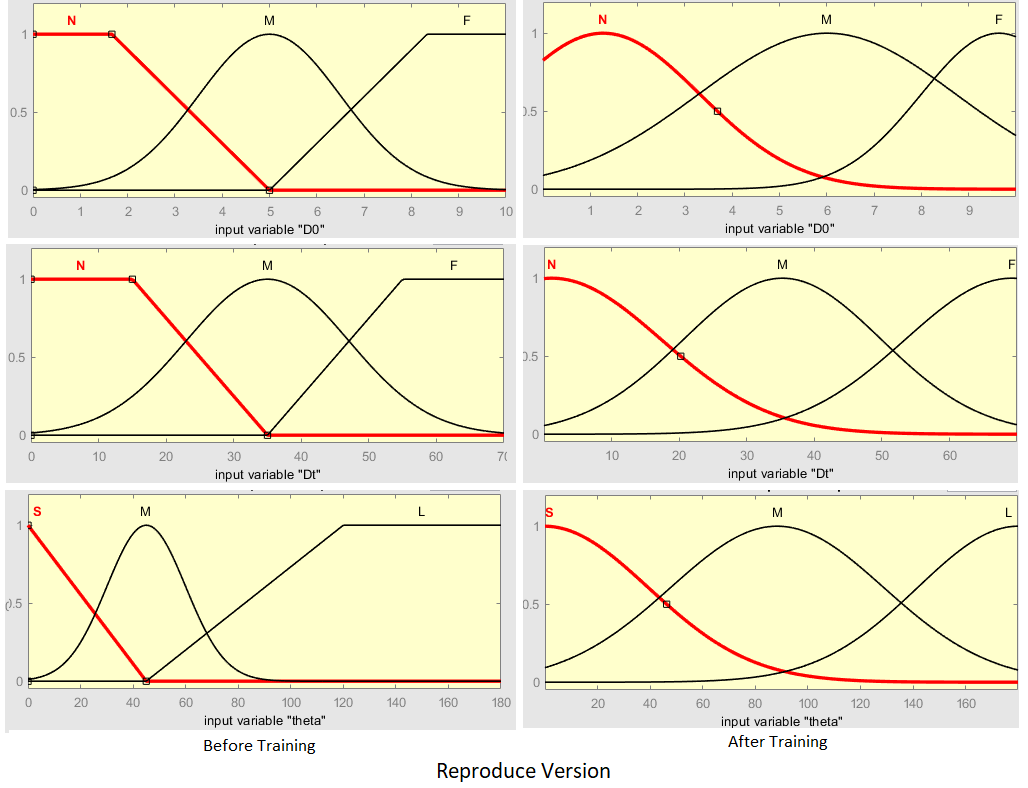 N M F
1
0.5
0
0 1 2 3 4 5 6 7 8 9 10
input variable "D0"
N M F
1
0.5
0
1 2 3 4 5 6 7 8 9
input variable "D0"
N M F
1
0.5
0
0 10 20 30 40 50 60 70
input variable "Dt"
N M F
1
0.5
0
10 20 30 40 50 60
input variable "Dt"
S M L
1
0.5
0
0 20 40 60 80 100 120 140 160 180
input variable "theta"
S M L
1
0.5
0
20 40 60 80 100 120 140 160
input variable "theta"
Before Training
After Training
Reproduce Version